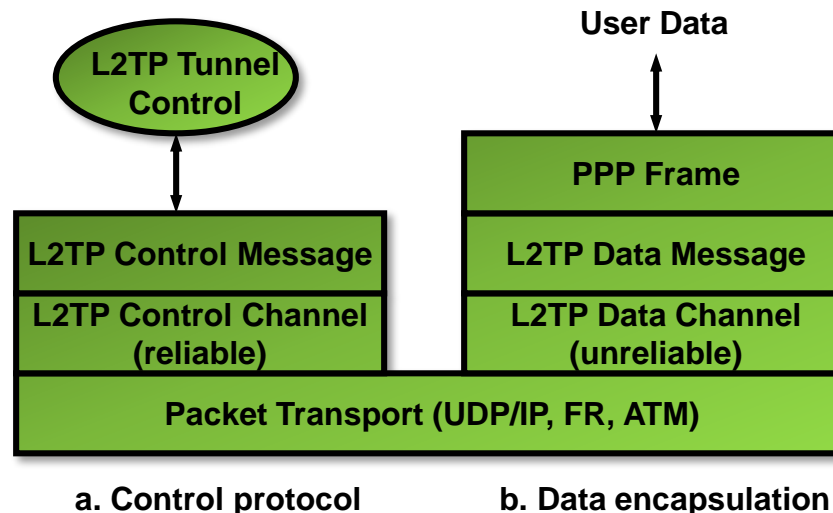 User Data
L2TP Tunnel
Control
PPP Frame
L2TP Control Message
L2TP Data Message
L2TP Control Channel
(reliable)
L2TP Data Channel
(unreliable)
Packet Transport (UDP/IP, FR, ATM)
a. Control protocol
b. Data encapsulation